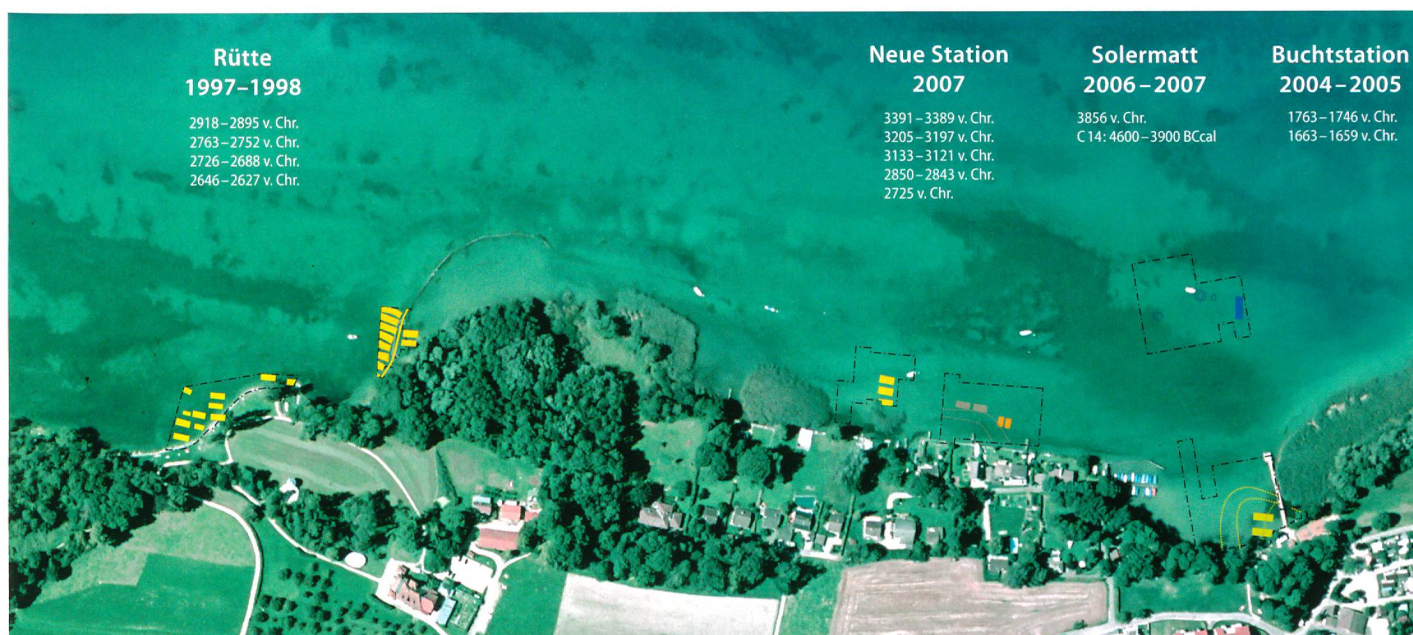 Rütte
1997–1998
2918–2895 v. Chr.
2763–2752 v. Chr.
2726–2688 v. Chr.
2646–2627 v. Chr.
Neue Station
2007
3391–3389 v. Chr.
3205–3197 v. Chr.
3133–3121 v. Chr.
2850–2843 v. Chr.
2725 v. Chr.
Solermatt
2006–2007
3856 v. Chr.
C14: 4600–3900 BCcal
Buchtstation
2004–2005
1763–1746 v. Chr.
1663–1659 v. Chr.